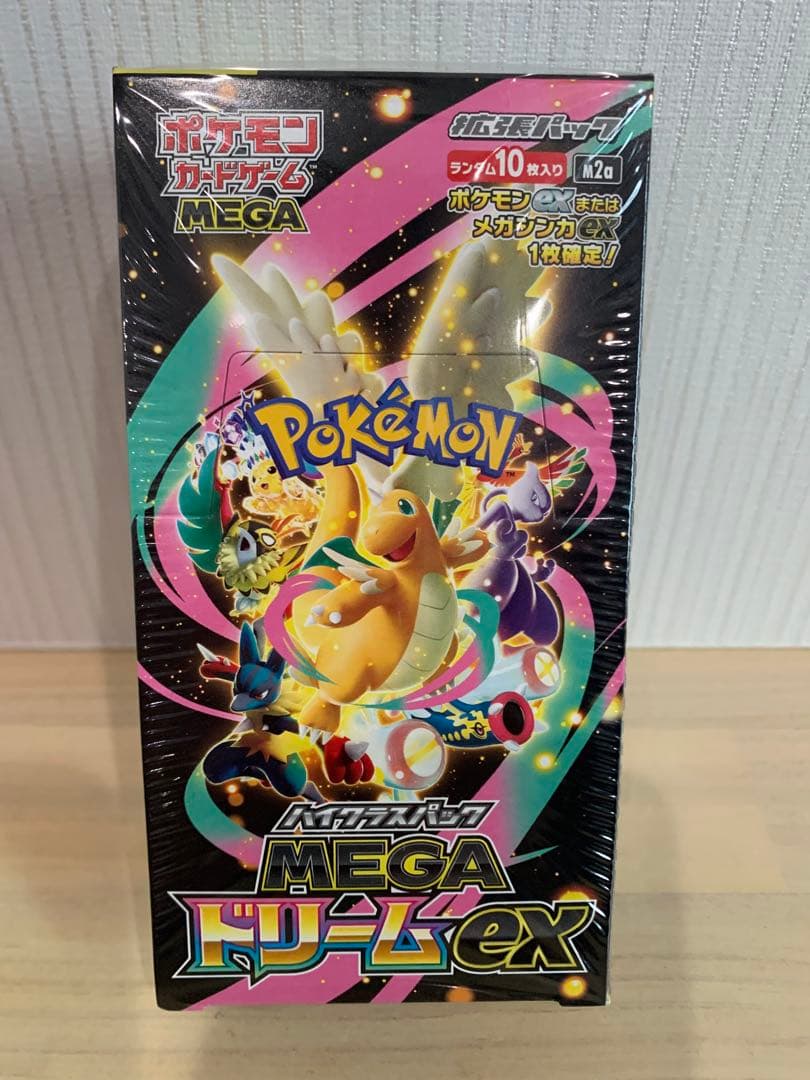 ポケモン
カードゲーム™
MEGA
拡張パック
ランダム10枚入り M2a
ポケモンexまたは
メガシンカex
1枚確定!
POKéMON™
ハイクラスパック
MEGA
ドリームex